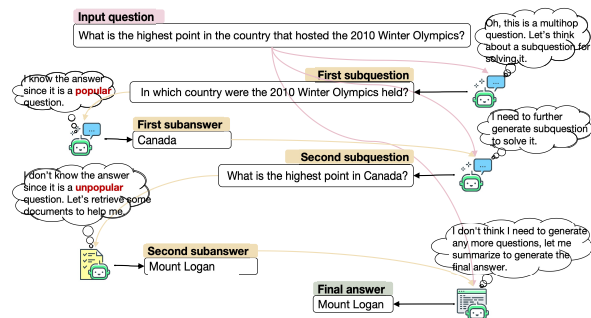 Input question
What is the highest point in the country that hosted the 2010 Winter Olympics?
Oh, this is a multihop
question. Let's think
about a subquestion for
solving it.
First subquestion
In which country were the 2010 Winter Olympics held?
I know the answer
since it is a popular
question.
First subanswer
Canada
I need to further
generate subquestion
to solve it.
Second subquestion
What is the highest point in Canada?
I don't know the answer
since it is a unpopular
question. Let's retrieve some
documents to help me.
Second subanswer
Mount Logan
I don't think I need to generate
any more questions, let me
summarize to generate the
final answer.
Final answer
Mount Logan